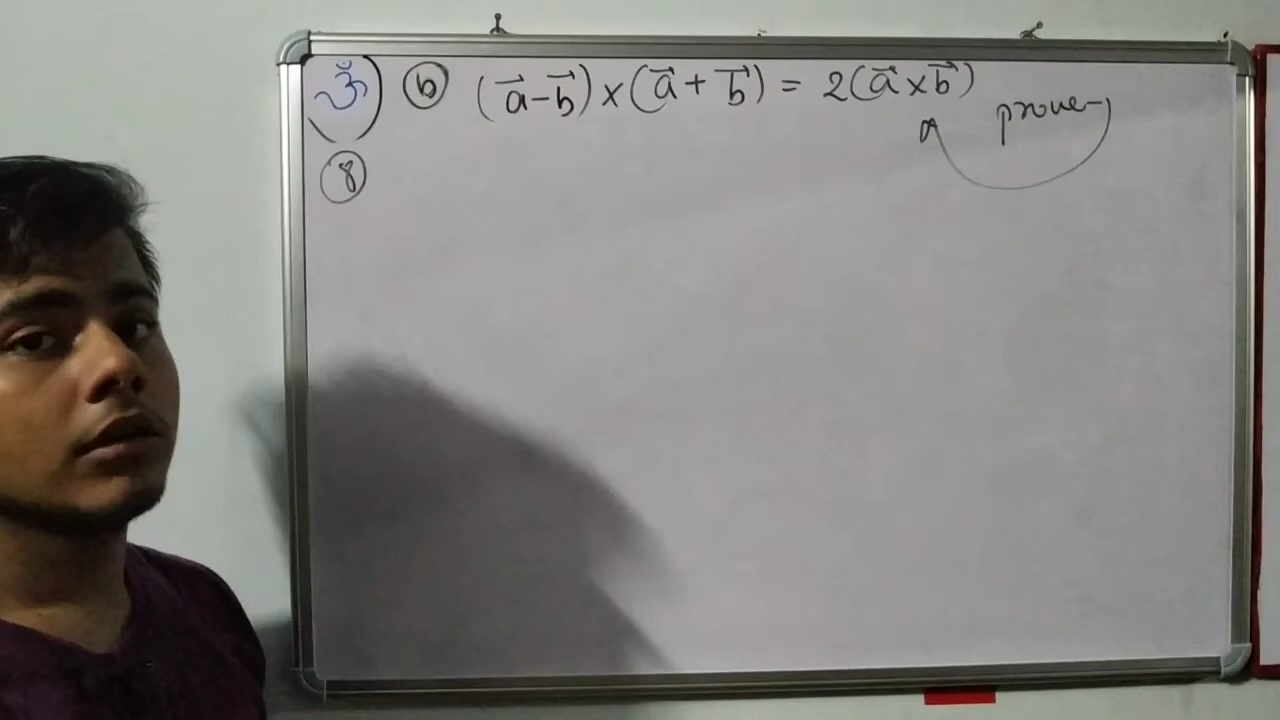 ॐ (b) (a⃗ - b⃗) × (a⃗ + b⃗) = 2(a⃗ × b⃗)
prove
(8)